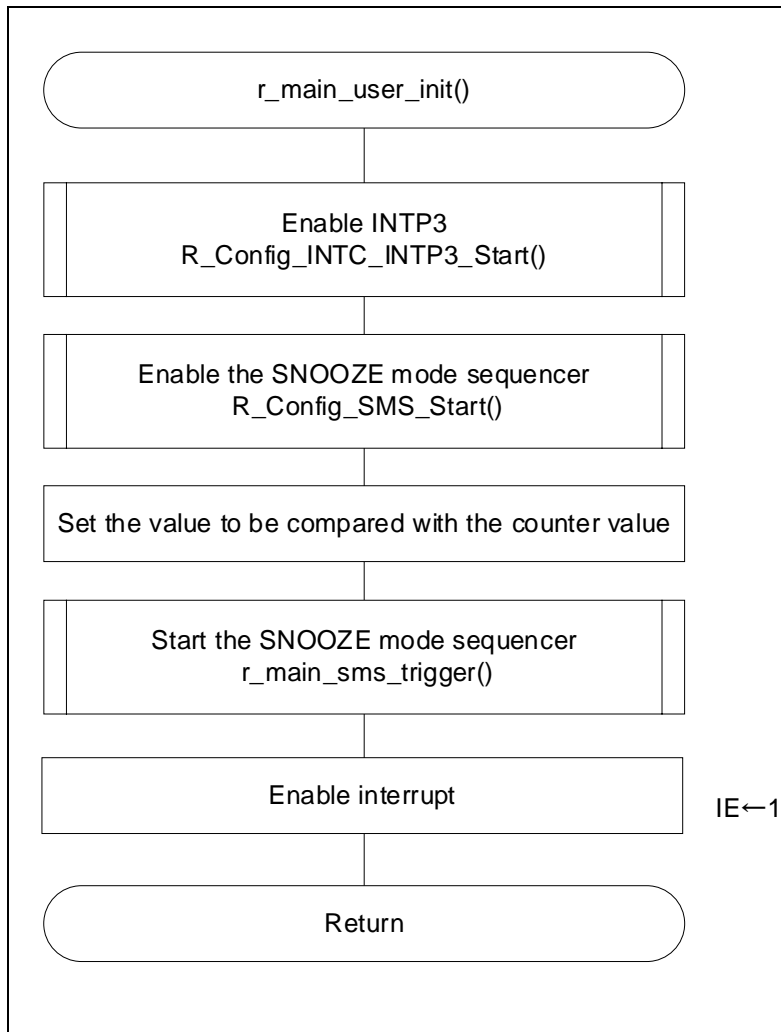 r_main_user_init()
Enable INTP3
R_Config_INTC_INTP3_Start()
Enable the SNOOZE mode sequencer
R_Config_SMS_Start()
Set the value to be compared with the counter value
Start the SNOOZE mode sequencer
r_main_sms_trigger()
Enable interrupt
IE←1
Return